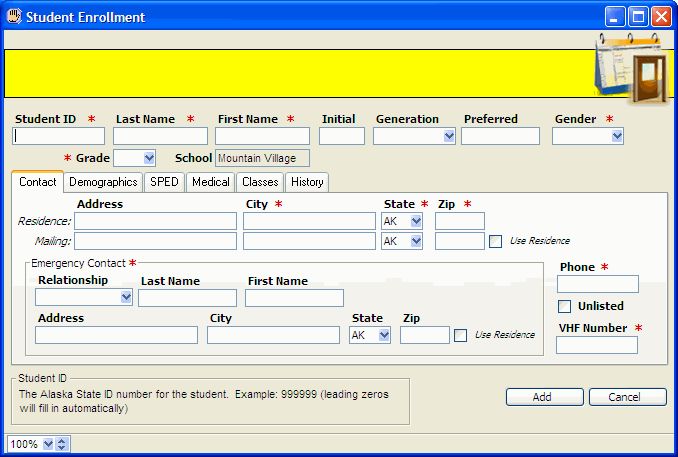 Student Enrollment
Student ID * Last Name * First Name * Initial Generation Preferred Gender *
* Grade School Mountain Village
Contact Demographics SPED Medical Classes History
Address City * State * Zip *
Residence: AK
Mailing: AK Use Residence
Emergency Contact *
Relationship Last Name First Name
Phone *
Unlisted
Address City State Zip
VHF Number *
AK Use Residence
Student ID
The Alaska State ID number for the student. Example: 999999 (leading zeros
will fill in automatically)
Add Cancel
100%